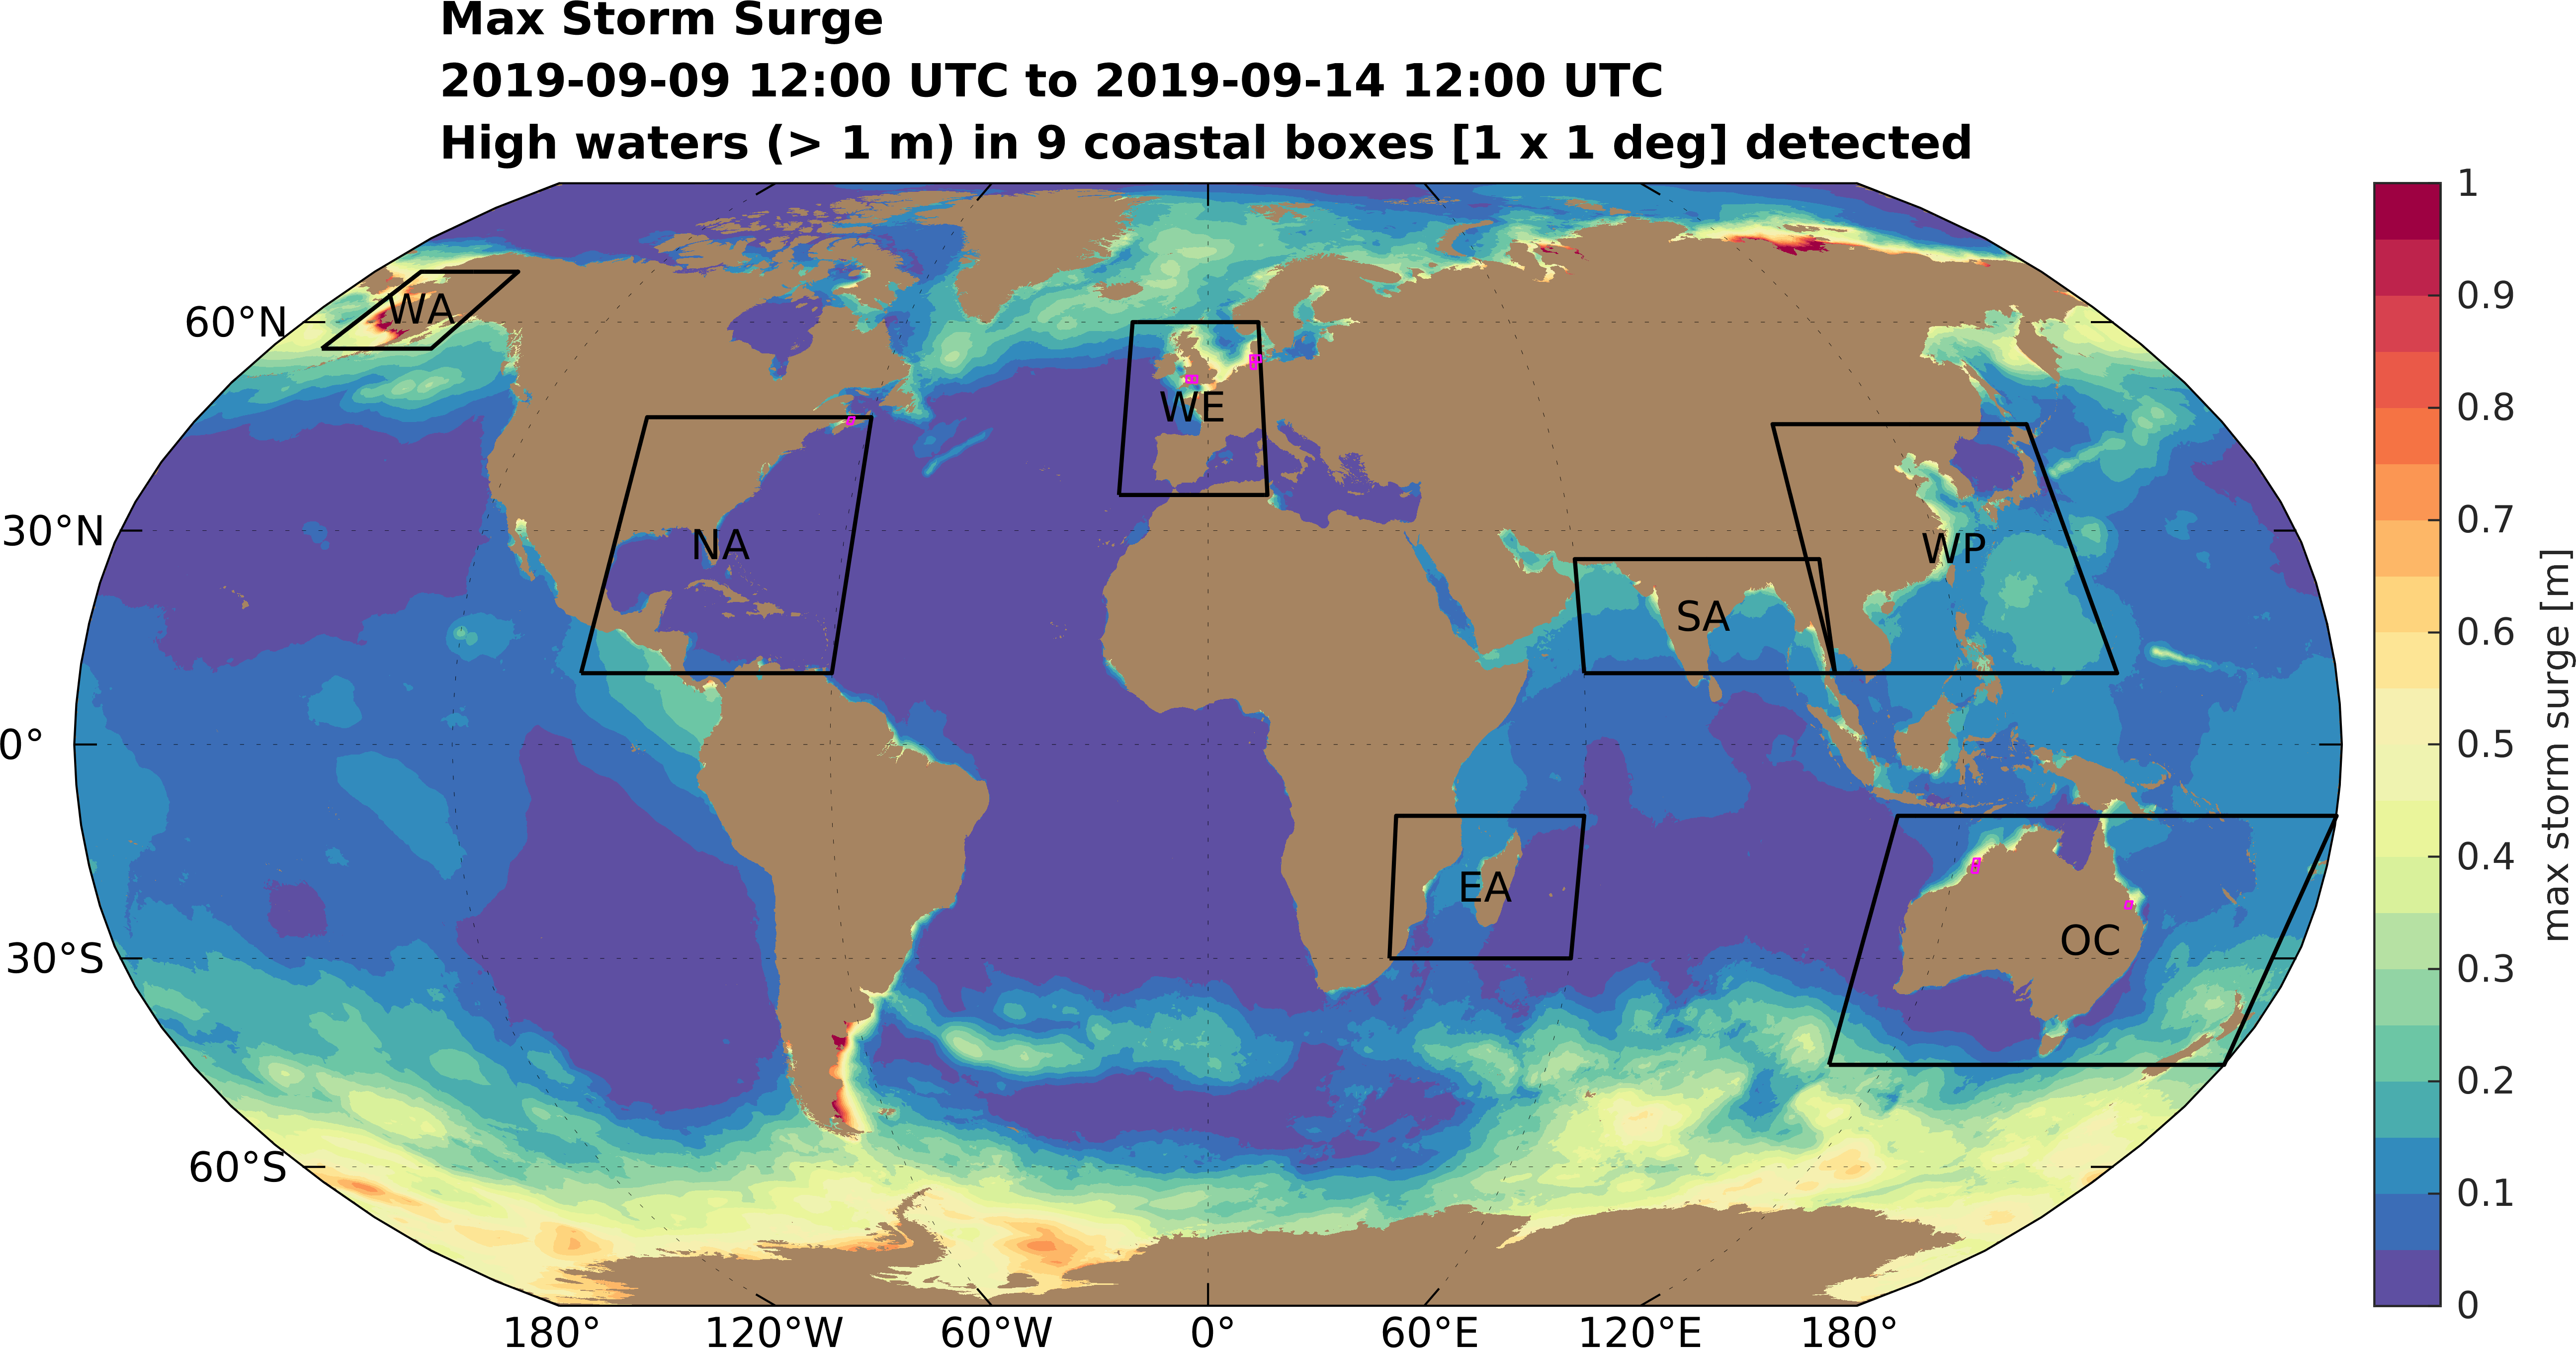 Max Storm Surge
2019-09-09 12:00 UTC to 2019-09-14 12:00 UTC
High waters (> 1 m) in 9 coastal boxes [1 x 1 deg] detected
1
0.9
0.8
0.7
0.6
0.5
0.4
0.3
0.2
0.1
0
max storm surge [m]
60°N
30°N
0°
30°S
60°S
WA
WE
NA
WP
SA
EA
OC
180° 120°W 60°W 0° 60°E 120°E 180°